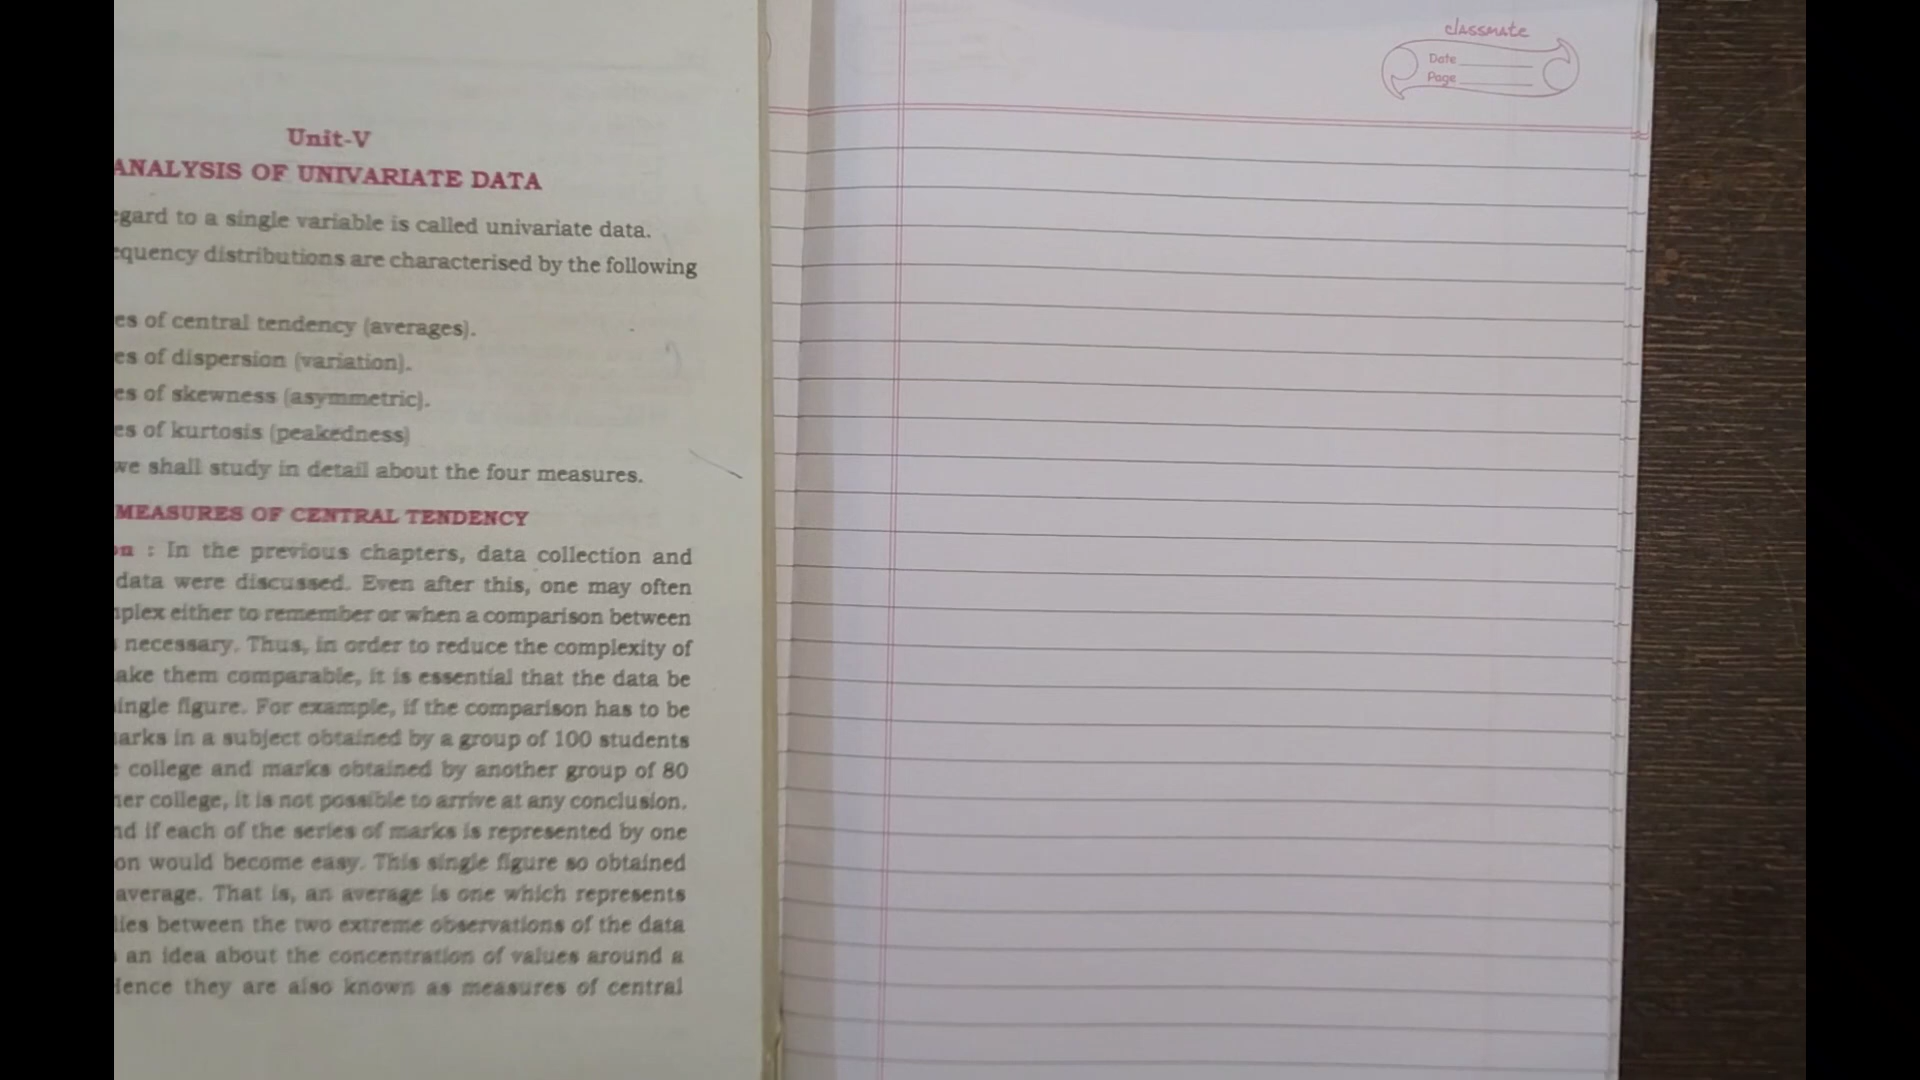 Unit-V
ANALYSIS OF UNIVARIATE DATA
egard to a single variable is called univariate data.
equency distributions are characterised by the following
es of central tendency (averages).
es of dispersion (variation).
es of skewness (asymmetric).
es of kurtosis (peakedness)
we shall study in detail about the four measures.
MEASURES OF CENTRAL TENDENCY
on : In the previous chapters, data collection and
data were discussed. Even after this, one may often
mplex either to remember or when a comparison between
necessary. Thus, in order to reduce the complexity of
ake them comparable, it is essential that the data be
ingle figure. For example, if the comparison has to be
arks in a subject obtained by a group of 100 students
college and marks obtained by another group of 80
her college, it is not possible to arrive at any conclusion.
nd if each of the series of marks is represented by one
on would become easy. This single figure so obtained
average. That is, an average is one which represents
lies between the two extreme observations of the data
an idea about the concentration of values around a
Hence they are also known as measures of central
classmate
Date
Page